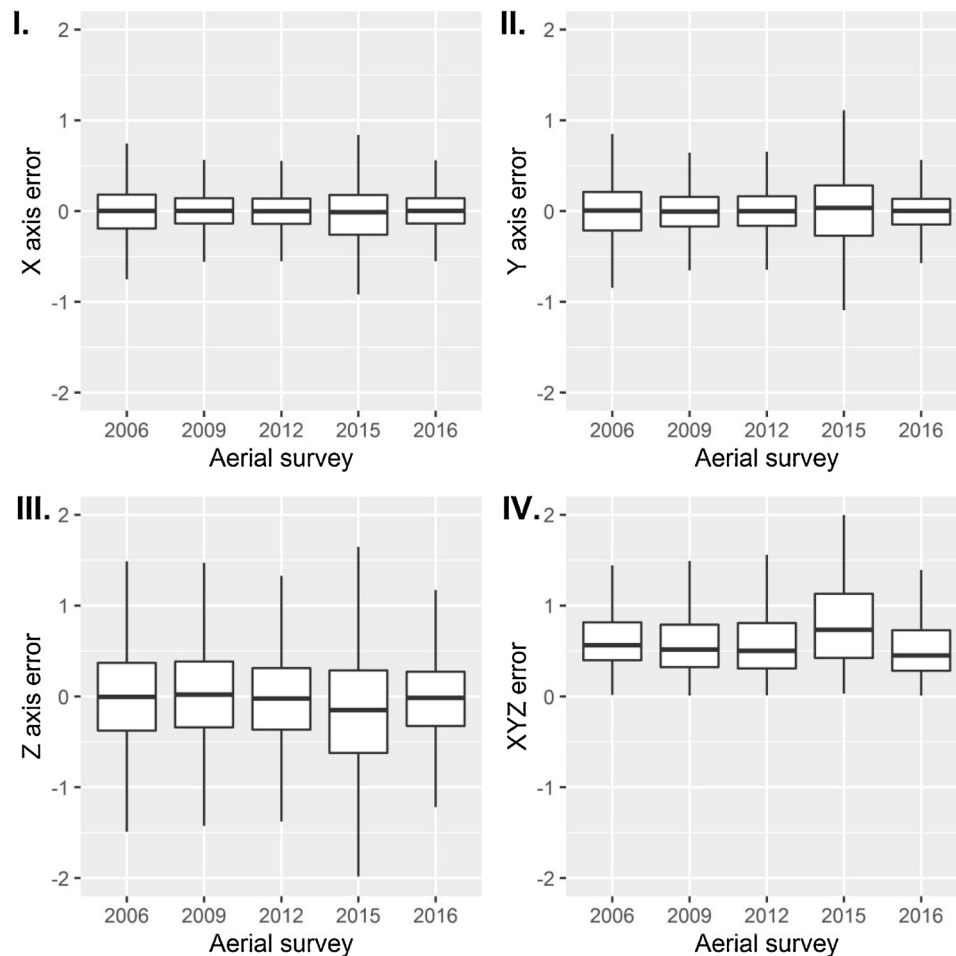 I.
X axis error
2
1
0
-1
-2
2006 2009 2012 2015 2016
Aerial survey
II.
Y axis error
2
1
0
-1
-2
2006 2009 2012 2015 2016
Aerial survey
III.
Z axis error
2
1
0
-1
-2
2006 2009 2012 2015 2016
Aerial survey
IV.
XYZ error
2
1
0
-1
-2
2006 2009 2012 2015 2016
Aerial survey